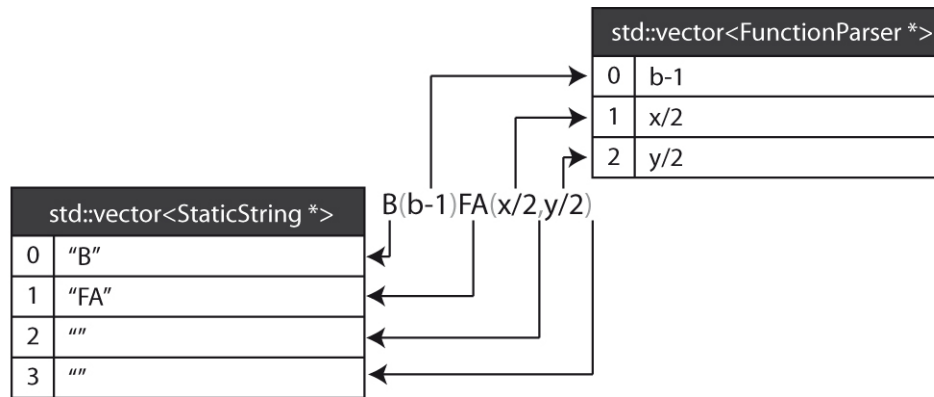 std::vector<FunctionParser *>
0 b-1
1 x/2
2 y/2
B(b-1)FA(x/2,y/2)
std::vector<StaticString *>
0 “B”
1 “FA”
2 “”
3 “”